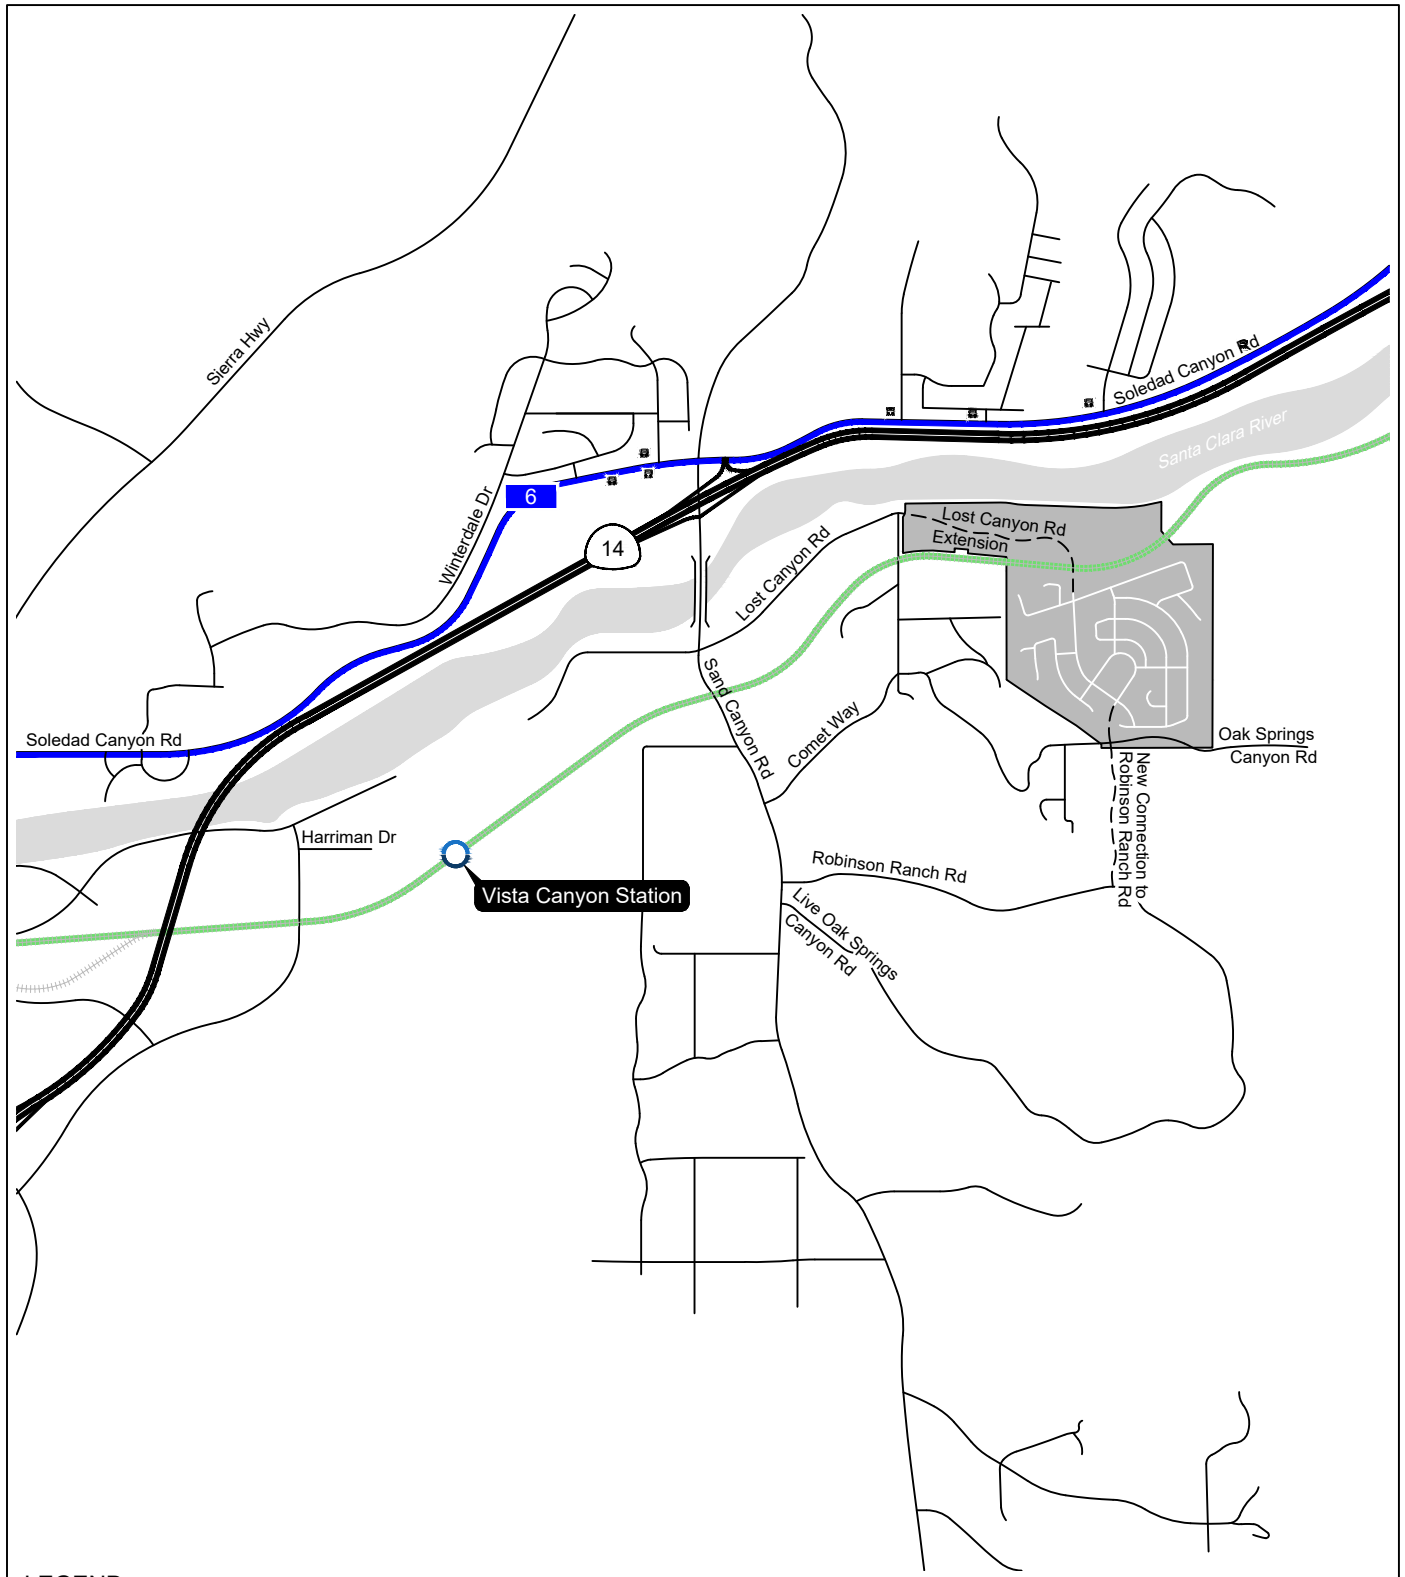 Sierra Hwy
Soledad Canyon Rd
Santa Clara River
Winterdale Dr
6
14
Lost Canyon Rd
Lost Canyon Rd
Extension
Sand Canyon Rd
Comet Way
Soledad Canyon Rd
Oak Springs
Canyon Rd
New Connection to
Robinson Ranch Rd
Harriman Dr
Vista Canyon Station
Robinson Ranch Rd
Live Oak Springs
Canyon Rd
LEGEND